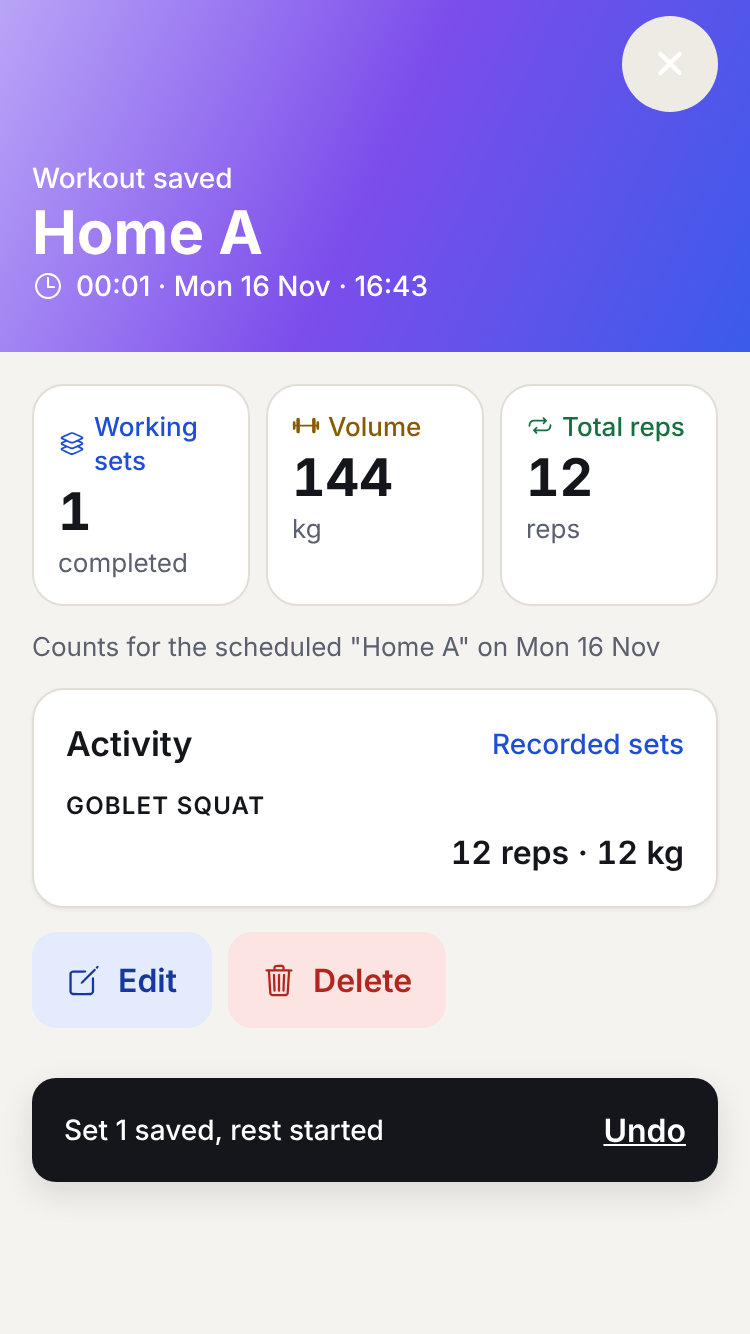 Workout saved
Home A
00:01 · Mon 16 Nov · 16:43
Working
sets
1
completed
Volume
144
kg
Total reps
12
reps
Counts for the scheduled "Home A" on Mon 16 Nov
Activity
Recorded sets
GOBLET SQUAT
12 reps · 12 kg
Edit
Delete
Set 1 saved, rest started
Undo